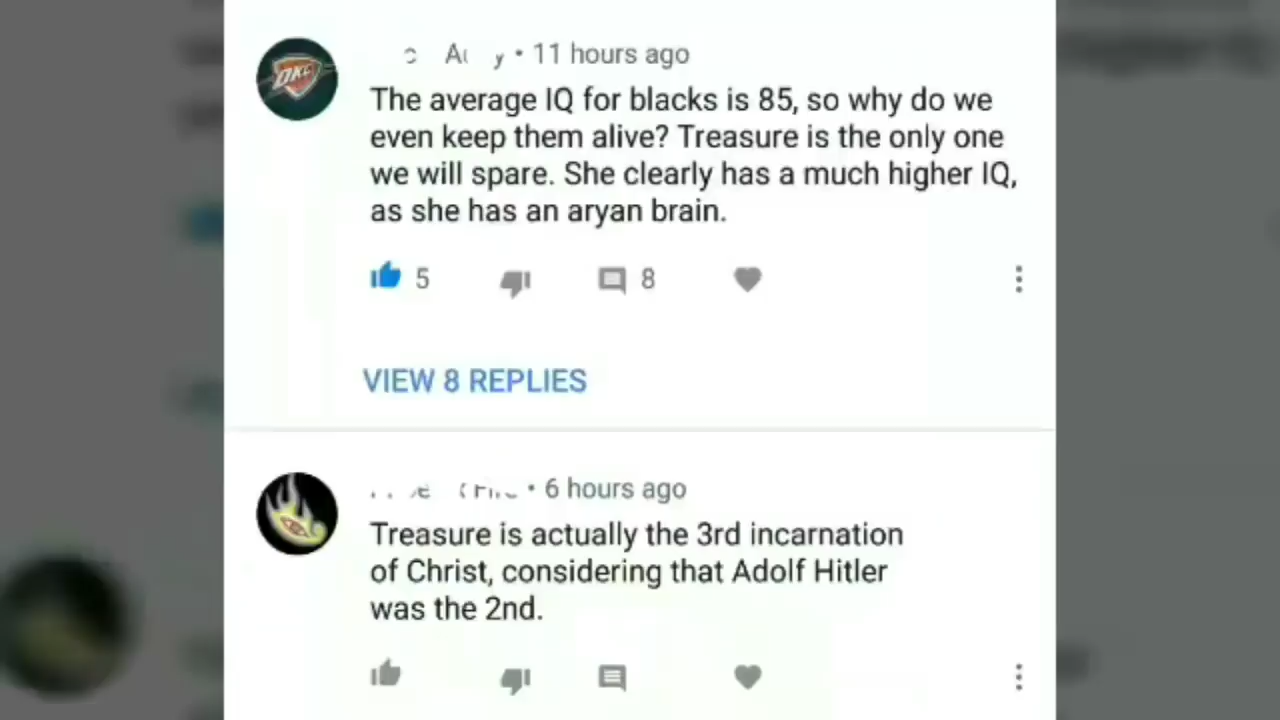 • 11 hours ago
OKC
The average IQ for blacks is 85, so why do we
even keep them alive? Treasure is the only one
we will spare. She clearly has a much higher IQ,
as she has an aryan brain.
5 8
VIEW 8 REPLIES
• 6 hours ago
Treasure is actually the 3rd incarnation
of Christ, considering that Adolf Hitler
was the 2nd.